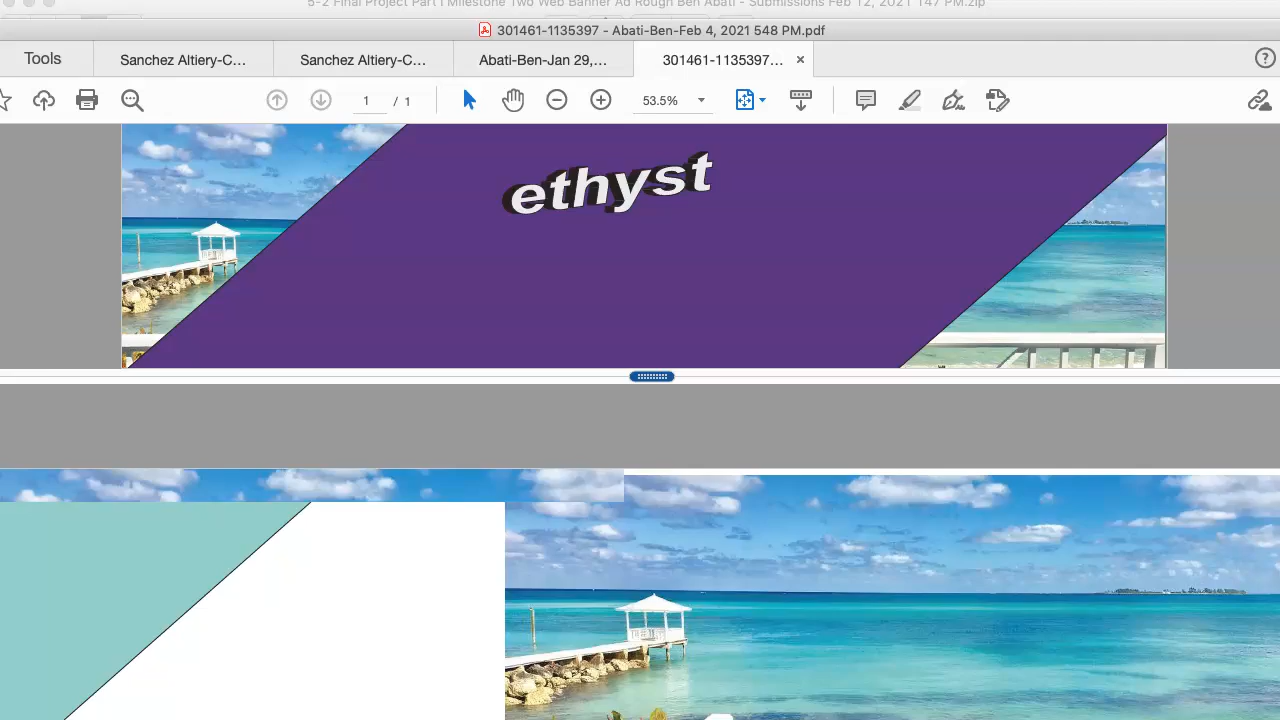 5-2 Final Project Part I Milestone Two Web Banner Ad Rough Ben Abati - Submissions Feb 12, 2021 147 PM.zip
301461-1135397 - Abati-Ben-Feb 4, 2021 548 PM.pdf
Tools Sanchez Altiery-C... Sanchez Altiery-C... Abati-Ben-Jan 29,... 301461-1135397... ×
1 / 1 53.5%
ethyst